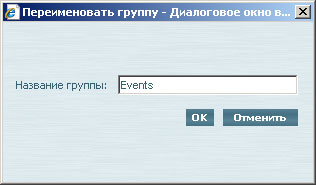 Переименовать группу - Диалоговое окно в...
Название группы: Events
OK Отменить